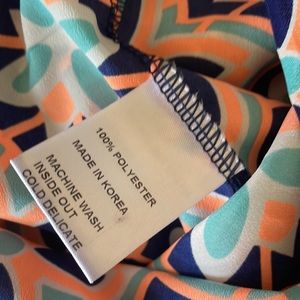 100% POLYESTER
MADE IN KOREA
MACHINE WASH
INSIDE OUT
COLD DELICATE